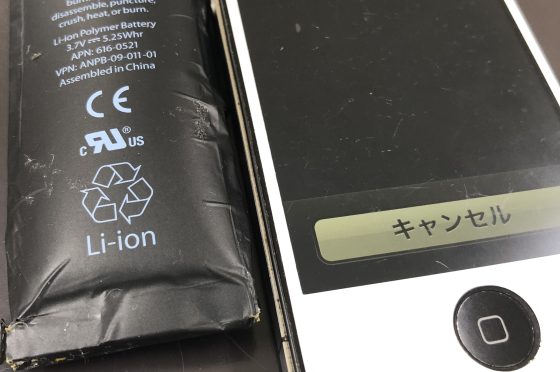 disassemble, puncture,
crush, heat, or burn.
Li-ion Polymer Battery
3.7V ⎓ 5.25Whr
APN: 616-0521
VPN: ANPB-09-011-01
Assembled in China
CE
c RU® US
Li-ion
キャンセル